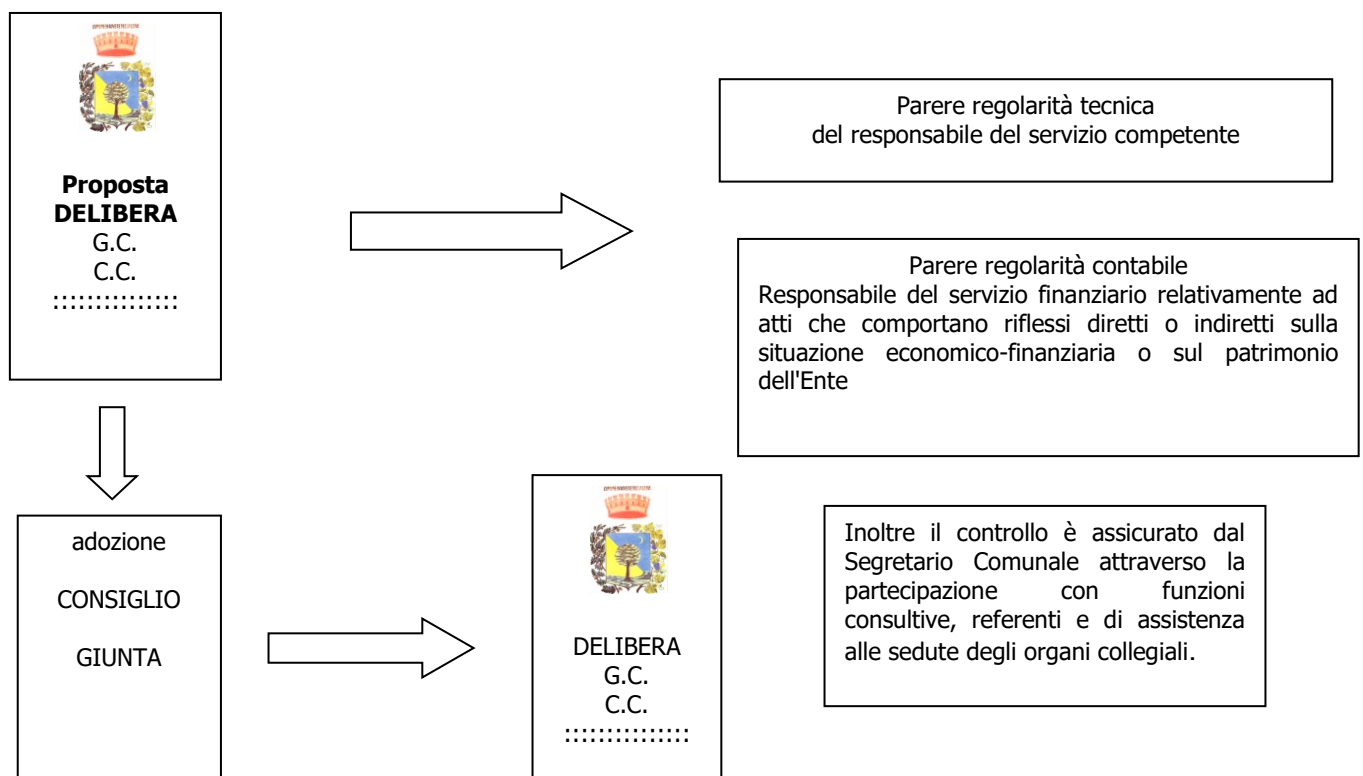 Proposta
DELIBERA
G.C.
C.C.
:::::::::::::::
Parere regolarità tecnica
del responsabile del servizio competente
Parere regolarità contabile
Responsabile del servizio finanziario relativamente ad
atti che comportano riflessi diretti o indiretti sulla
situazione economico-finanziaria o sul patrimonio
dell'Ente
adozione
CONSIGLIO
GIUNTA
DELIBERA
G.C.
C.C.
:::::::::::::::
Inoltre il controllo è assicurato dal
Segretario Comunale attraverso la
partecipazione con funzioni
consultive, referenti e di assistenza
alle sedute degli organi collegiali.